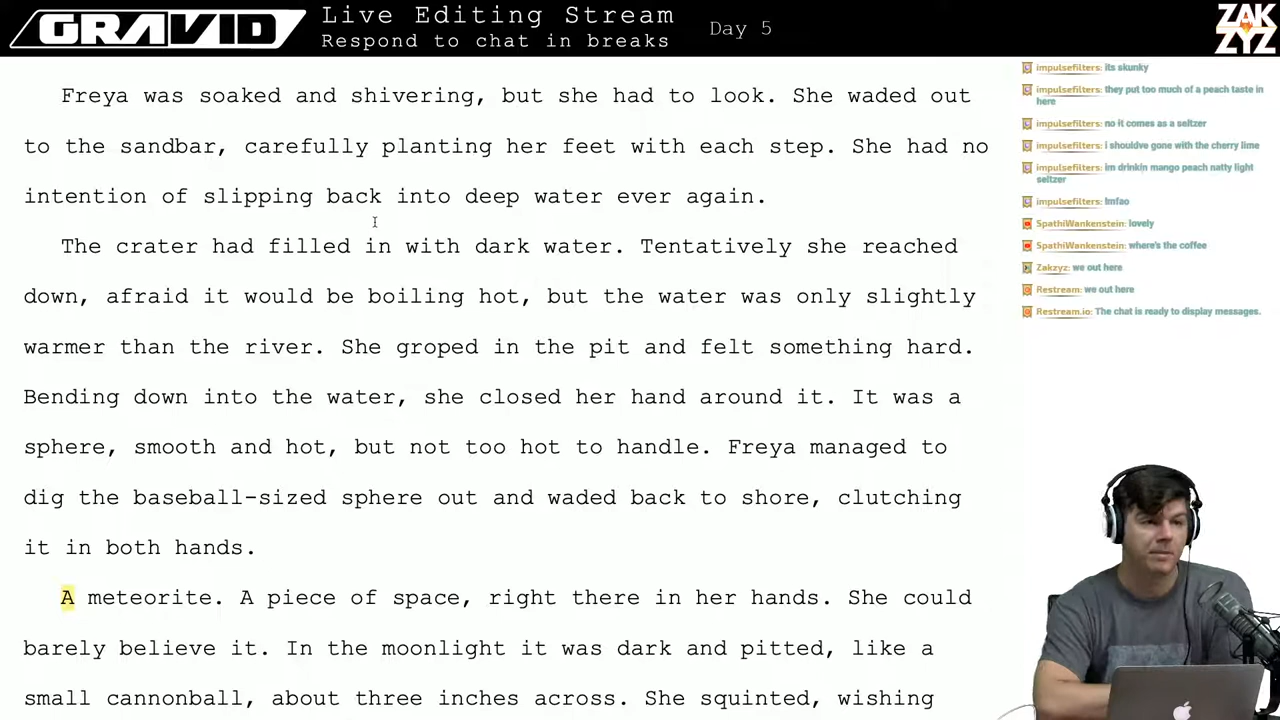 GRAVID
Live Editing Stream
Respond to chat in breaks
Day 5
ZAK
ZYZ
Freya was soaked and shivering, but she had to look. She waded out
to the sandbar, carefully planting her feet with each step. She had no
intention of slipping back into deep water ever again.
The crater had filled in with dark water. Tentatively she reached
down, afraid it would be boiling hot, but the water was only slightly
warmer than the river. She groped in the pit and felt something hard.
Bending down into the water, she closed her hand around it. It was a
sphere, smooth and hot, but not too hot to handle. Freya managed to
dig the baseball-sized sphere out and waded back to shore, clutching
it in both hands.
A meteorite. A piece of space, right there in her hands. She could
barely believe it. In the moonlight it was dark and pitted, like a
small cannonball, about three inches across. She squinted, wishing
impulsefilters: its skunky
impulsefilters: they put too much of a peach taste in
here
impulsefilters: no it comes as a seltzer
impulsefilters: i shouldve gone with the cherry lime
impulsefilters: im drinkin mango peach natty light
seltzer
impulsefilters: lmfao
SpathiWankenstein: lovely
SpathiWankenstein: where's the coffee
Zakzyz: we out here
Restream: we out here
Restream.io: The chat is ready to display messages.